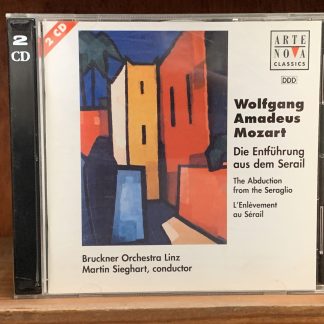 2
CD
2 CD
ARTE
NOVA
CLASSICS
DDD
Wolfgang
Amadeus
Mozart
Die Entführung
aus dem Serail
The Abduction
from the Seraglio
L'Enlèvement
au Sérail
Bruckner Orchestra Linz
Martin Sieghart, conductor